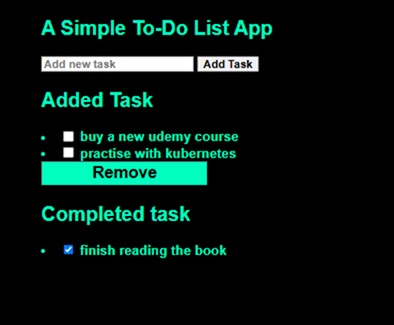 A Simple To-Do List App
Add new task Add Task
Added Task
buy a new udemy course
practise with kubernetes
Remove
Completed task
finish reading the book